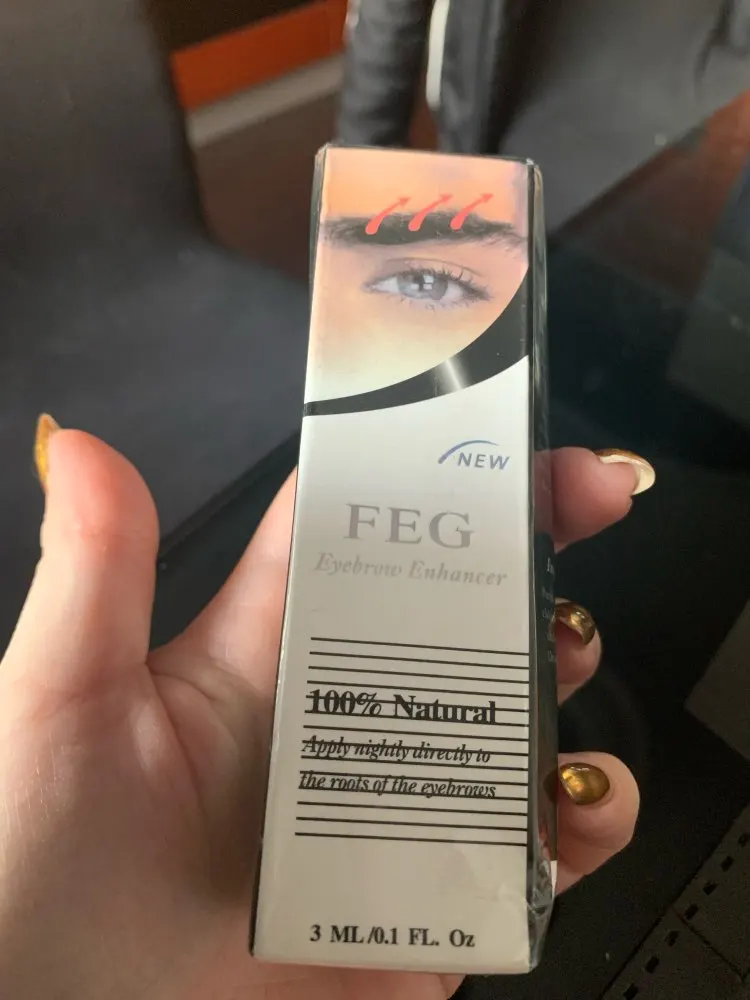 NEW
FEG
Eyebrow Enhancer
100% Natural
Apply nightly directly to
the roots of the eyebrows
3 ML/0.1 FL. Oz